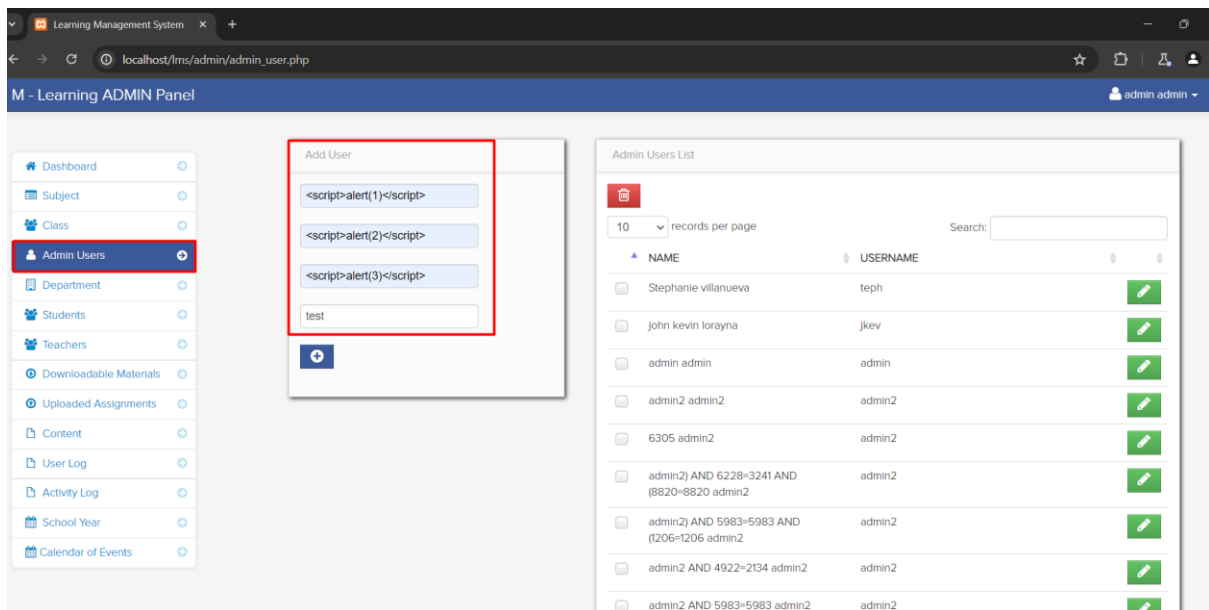 Learning Management System
localhost/lms/admin/admin_user.php
M - Learning ADMIN Panel
admin admin
Dashboard
Subject
Class
Admin Users
Department
Students
Teachers
Downloadable Materials
Uploaded Assignments
Content
User Log
Activity Log
School Year
Calendar of Events
Add User
<script>alert(1)</script>
<script>alert(2)</script>
<script>alert(3)</script>
test
Admin Users List
10 records per page Search:
NAME USERNAME
Stephanie villanueva teph
john kevin lorayna jkev
admin admin admin
admin2 admin2 admin2
6305 admin2 admin2
admin2) AND 6228=3241 AND admin2
(8820=8820 admin2
admin2) AND 5983=5983 AND admin2
(1206=1206 admin2
admin2 AND 4922=2134 admin2 admin2
admin2 AND 5983=5983 admin2 admin2